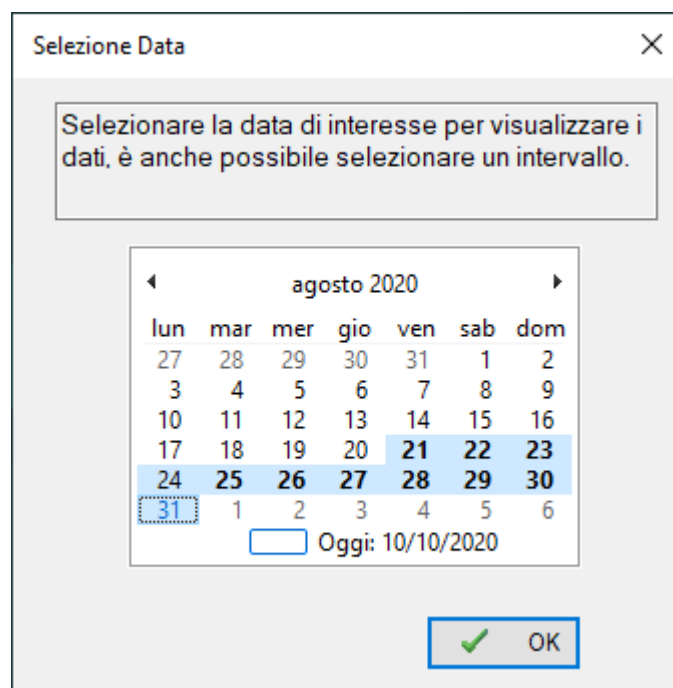 Selezione Data
Selezionare la data di interesse per visualizzare i
dati, è anche possibile selezionare un intervallo.
agosto 2020
lun mar mer gio ven sab dom
27 28 29 30 31 1 2
3 4 5 6 7 8 9
10 11 12 13 14 15 16
17 18 19 20 21 22 23
24 25 26 27 28 29 30
31 1 2 3 4 5 6
Oggi: 10/10/2020
OK